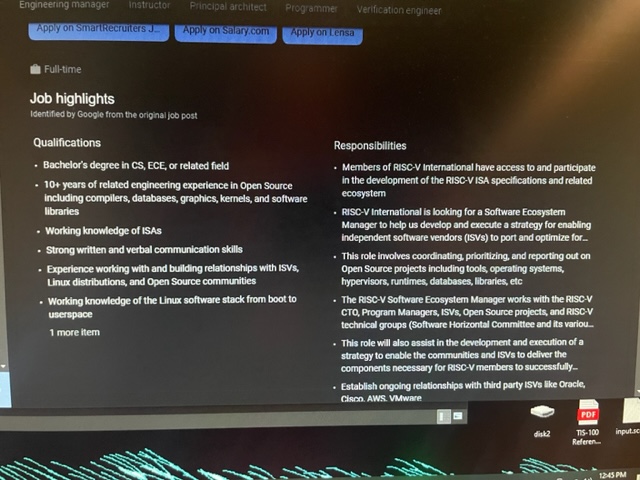 Engineering manager Instructor Principal architect Programmer Verification engineer
Apply on SmartRecruiters J... Apply on Salary.com Apply on Lensa
Full-time
Job highlights
Identified by Google from the original job post
Qualifications
• Bachelor's degree in CS, ECE, or related field
• 10+ years of related engineering experience in Open Source
including compilers, databases, graphics, kernels, and software
libraries
• Working knowledge of ISAs
• Strong written and verbal communication skills
• Experience working with and building relationships with ISVs,
Linux distributions, and Open Source communities
• Working knowledge of the Linux software stack from boot to
userspace
1 more item
Responsibilities
• Members of RISC-V International have access to and participate
in the development of the RISC-V ISA specifications and related
ecosystem
• RISC-V International is looking for a Software Ecosystem
Manager to help us develop and execute a strategy for enabling
independent software vendors (ISVs) to port and optimize for...
• This role involves coordinating, prioritizing, and reporting out on
Open Source projects including tools, operating systems,
hypervisors, runtimes, databases, libraries, etc
• The RISC-V Software Ecosystem Manager works with the RISC-V
CTO, Program Managers, ISVs, Open Source projects, and RISC-V
technical groups (Software Horizontal Committee and its variou...
• This role will also assist in the development and execution of a
strategy to enable the communities and ISVs to deliver the
components necessary for RISC-V members to successfully...
• Establish ongoing relationships with third party ISVs like Oracle,
Cisco, AWS, VMware
PDF
disk2 TIS-100 input.sc
Referen...
12:45 PM